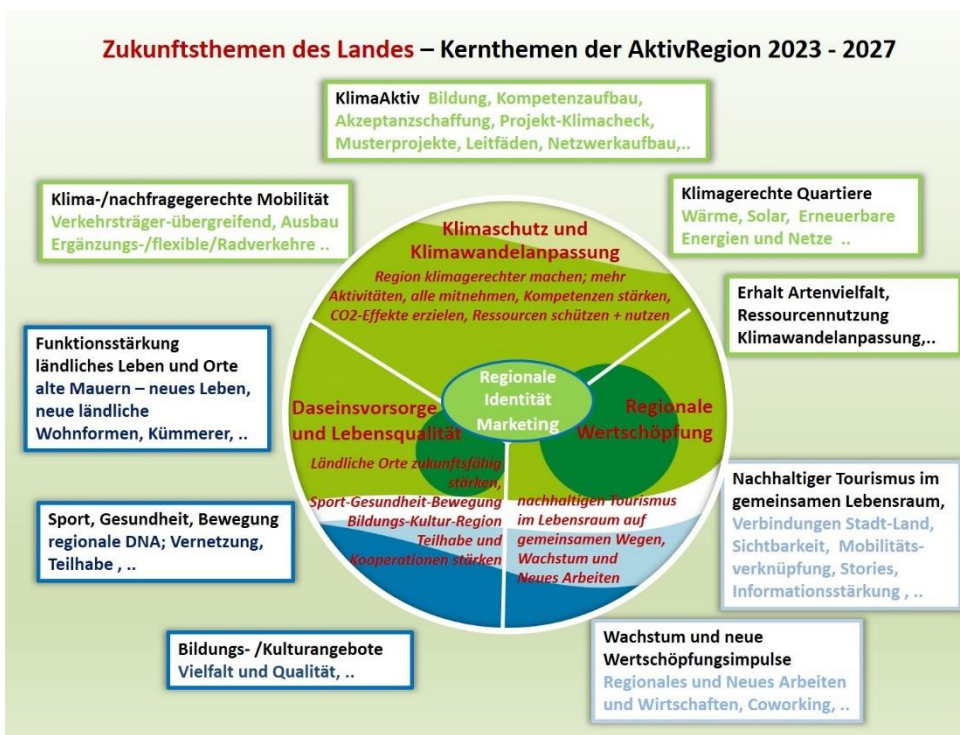 Zukunftsthemen des Landes – Kernthemen der AktivRegion 2023 - 2027
KlimaAktiv Bildung, Kompetenzaufbau,
Akzeptanzschaffung, Projekt-Klimacheck,
Musterprojekte, Leitfäden, Netzwerkaufbau,..
Klima-/nachfragegerechte Mobilität
Verkehrsträger-übergreifend, Ausbau
Ergänzungs-/flexible/Radverkehre ..
Klimagerechte Quartiere
Wärme, Solar, Erneuerbare
Energien und Netze ..
Klimaschutz und
Klimawandelanpassung
Region klimagerechter machen; mehr
Aktivitäten, alle mitnehmen, Kompetenzen stärken,
CO2-Effekte erzielen, Ressourcen schützen + nutzen
Erhalt Artenvielfalt,
Ressourcennutzung
Klimawandelanpassung,..
Funktionsstärkung
ländliches Leben und Orte
alte Mauern – neues Leben,
neue ländliche
Wohnformen, Kümmerer, ..
Regionale
Identität
Marketing
Daseinsvorsorge
und Lebensqualität
Ländliche Orte zukunftsfähig
stärken,
Sport-Gesundheit-Bewegung
Bildungs-Kultur-Region
Teilhabe und
Kooperationen stärken
Regionale
Wertschöpfung
nachhaltigen Tourismus
im Lebensraum auf
gemeinsamen Wegen,
Wachstum und
Neues Arbeiten
Sport, Gesundheit, Bewegung
regionale DNA; Vernetzung,
Teilhabe , ..
Nachhaltiger Tourismus im
gemeinsamen Lebensraum,
Verbindungen Stadt-Land,
Sichtbarkeit, Mobilitäts-
verknüpfung, Stories,
Informationsstärkung , ..
Bildungs- /Kulturangebote
Vielfalt und Qualität, ..
Wachstum und neue
Wertschöpfungsimpulse
Regionales und Neues Arbeiten
und Wirtschaften, Coworking, ..